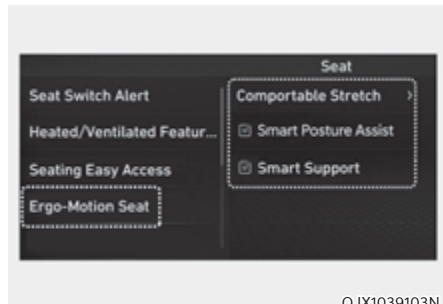 Seat
Seat Switch Alert
Heated/Ventilated Featur...
Seating Easy Access
Ergo-Motion Seat
Comportable Stretch >
Smart Posture Assist
Smart Support
OJX1039103N